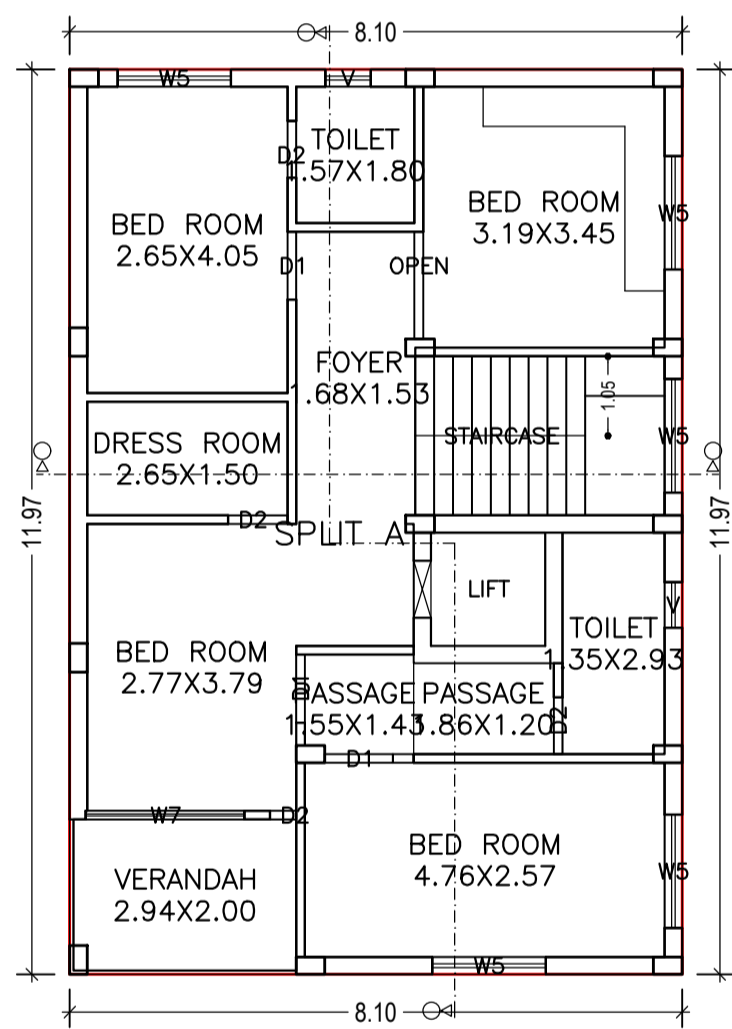 8.10
W5
V
TOILET
1.57X1.80
D2
BED ROOM
3.19X3.45
W5
BED ROOM
2.65X4.05
D1
OPEN
FOYER
1.68X1.53
1.05
STAIRCASE
W5
DRESS ROOM
2.65X1.50
11.97
11.97
D2
SPLIT A
LIFT
V
TOILET
1.35X2.93
BED ROOM
2.77X3.79
D1
PASSAGE
1.55X1.43
PASSAGE
1.86X1.20
D2
D1
W7
D2
BED ROOM
4.76X2.57
W5
VERANDAH
2.94X2.00
W5
8.10